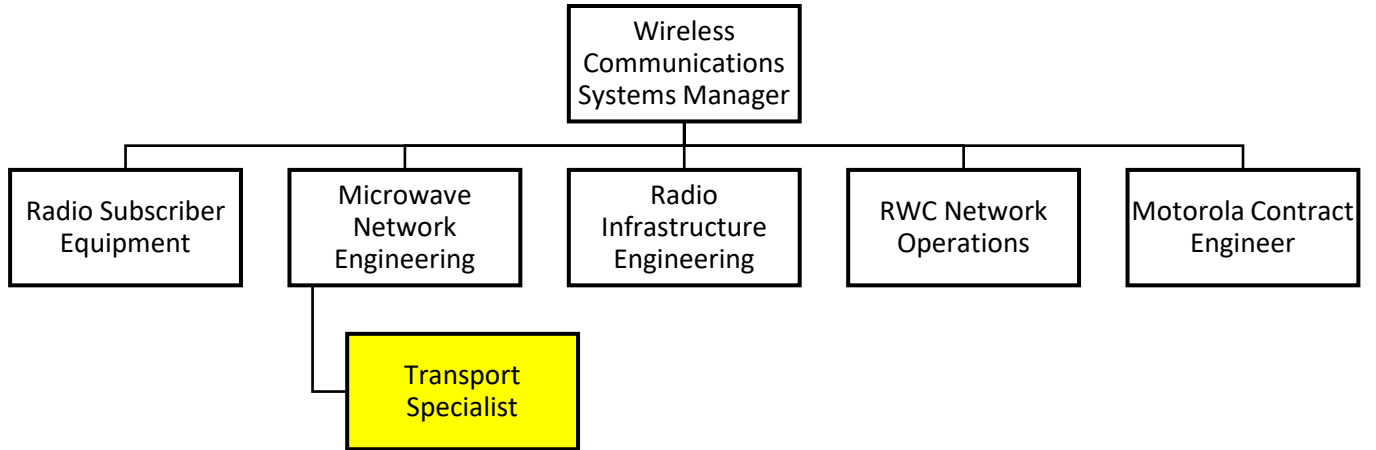 Wireless
Communications
Systems Manager
Radio Subscriber
Equipment
Microwave
Network
Engineering
Radio
Infrastructure
Engineering
RWC Network
Operations
Motorola Contract
Engineer
Transport
Specialist